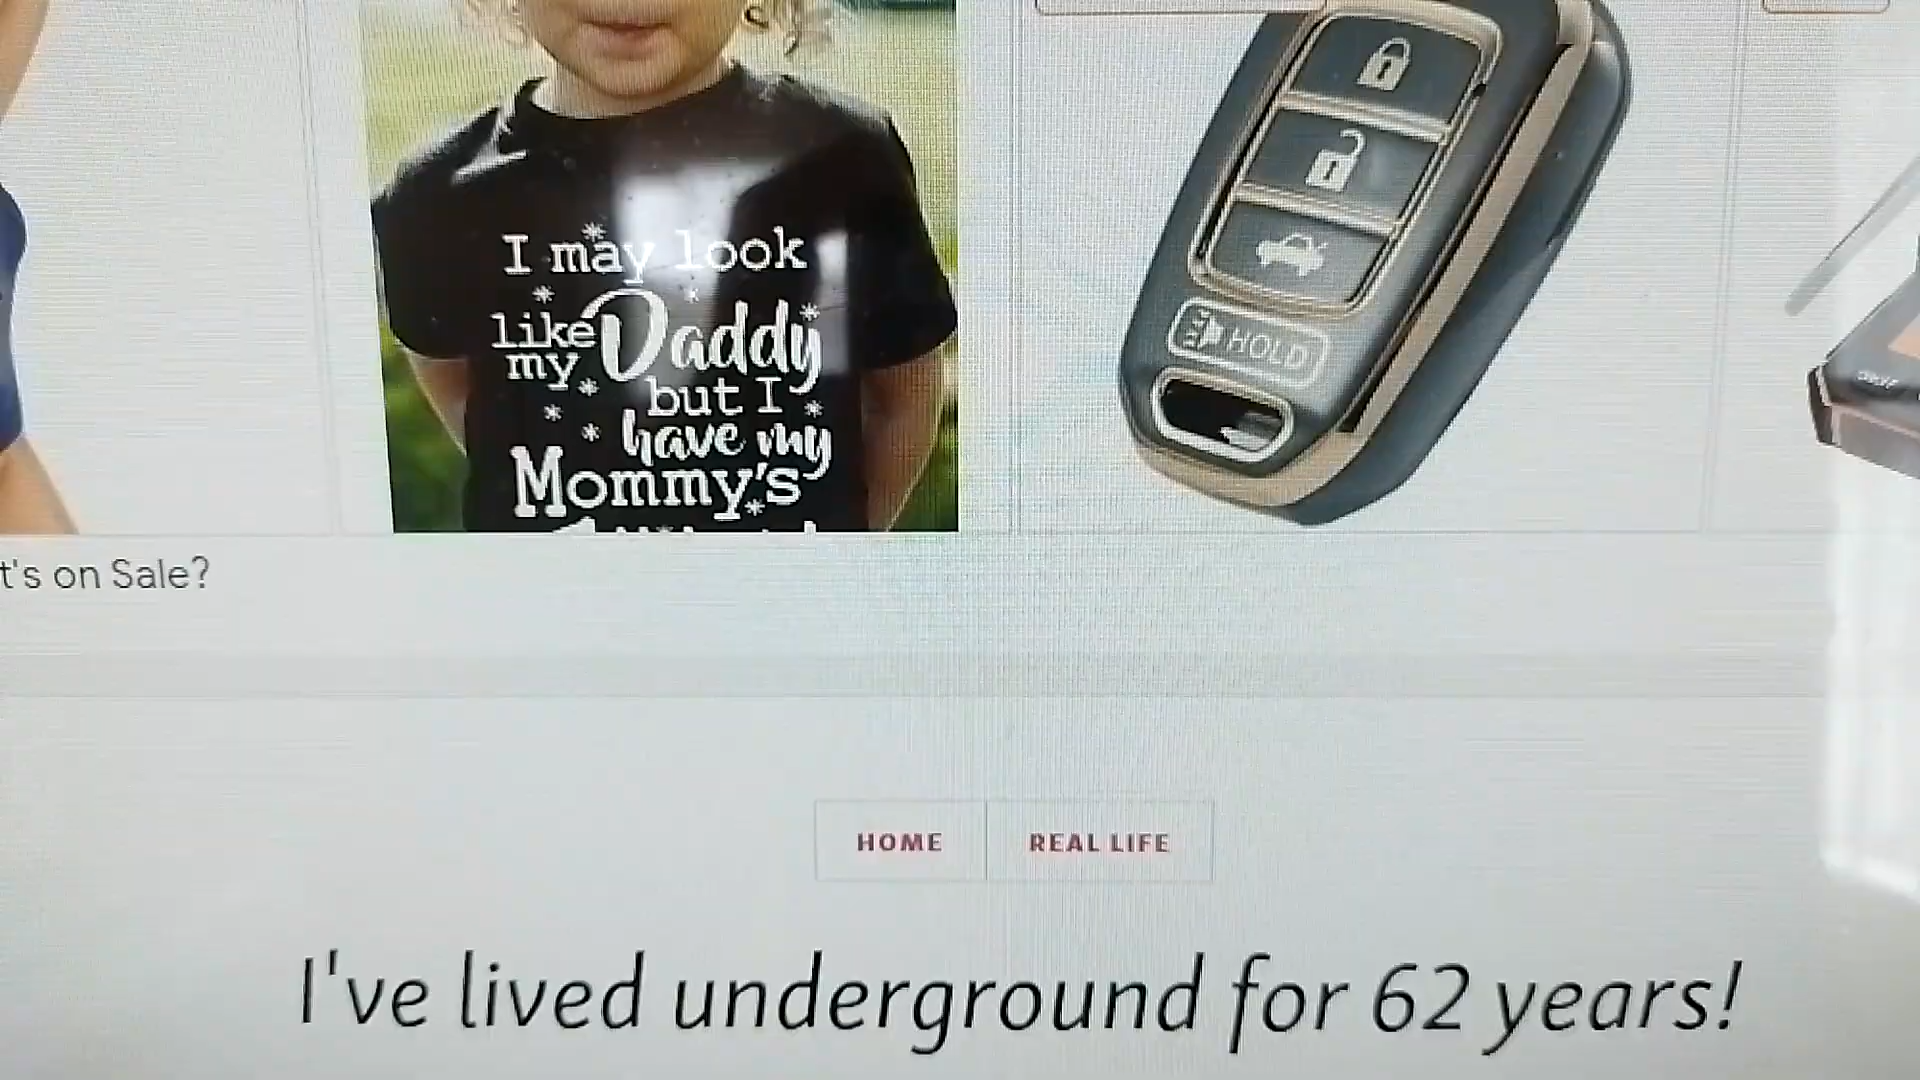 I may look
like
my Daddy
but I
have my
Mommy's
HOLD
t's on Sale?
HOME
REAL LIFE
I've lived underground for 62 years!